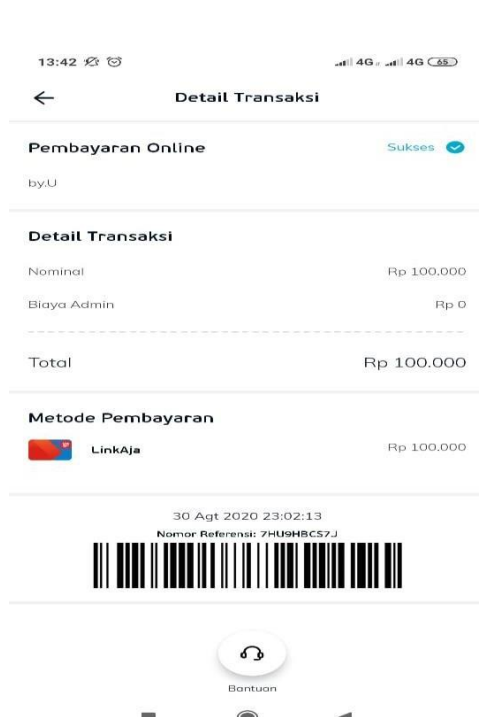 13:42 4G 4G 65
Detail Transaksi
Pembayaran Online Sukses
by.U
Detail Transaksi
Nominal Rp 100.000
Biaya Admin Rp 0
Total Rp 100.000
Metode Pembayaran
LinkAja Rp 100.000
30 Agt 2020 23:02:13
Nomor Referensi: 7HU9HBCS7J
Bantuan